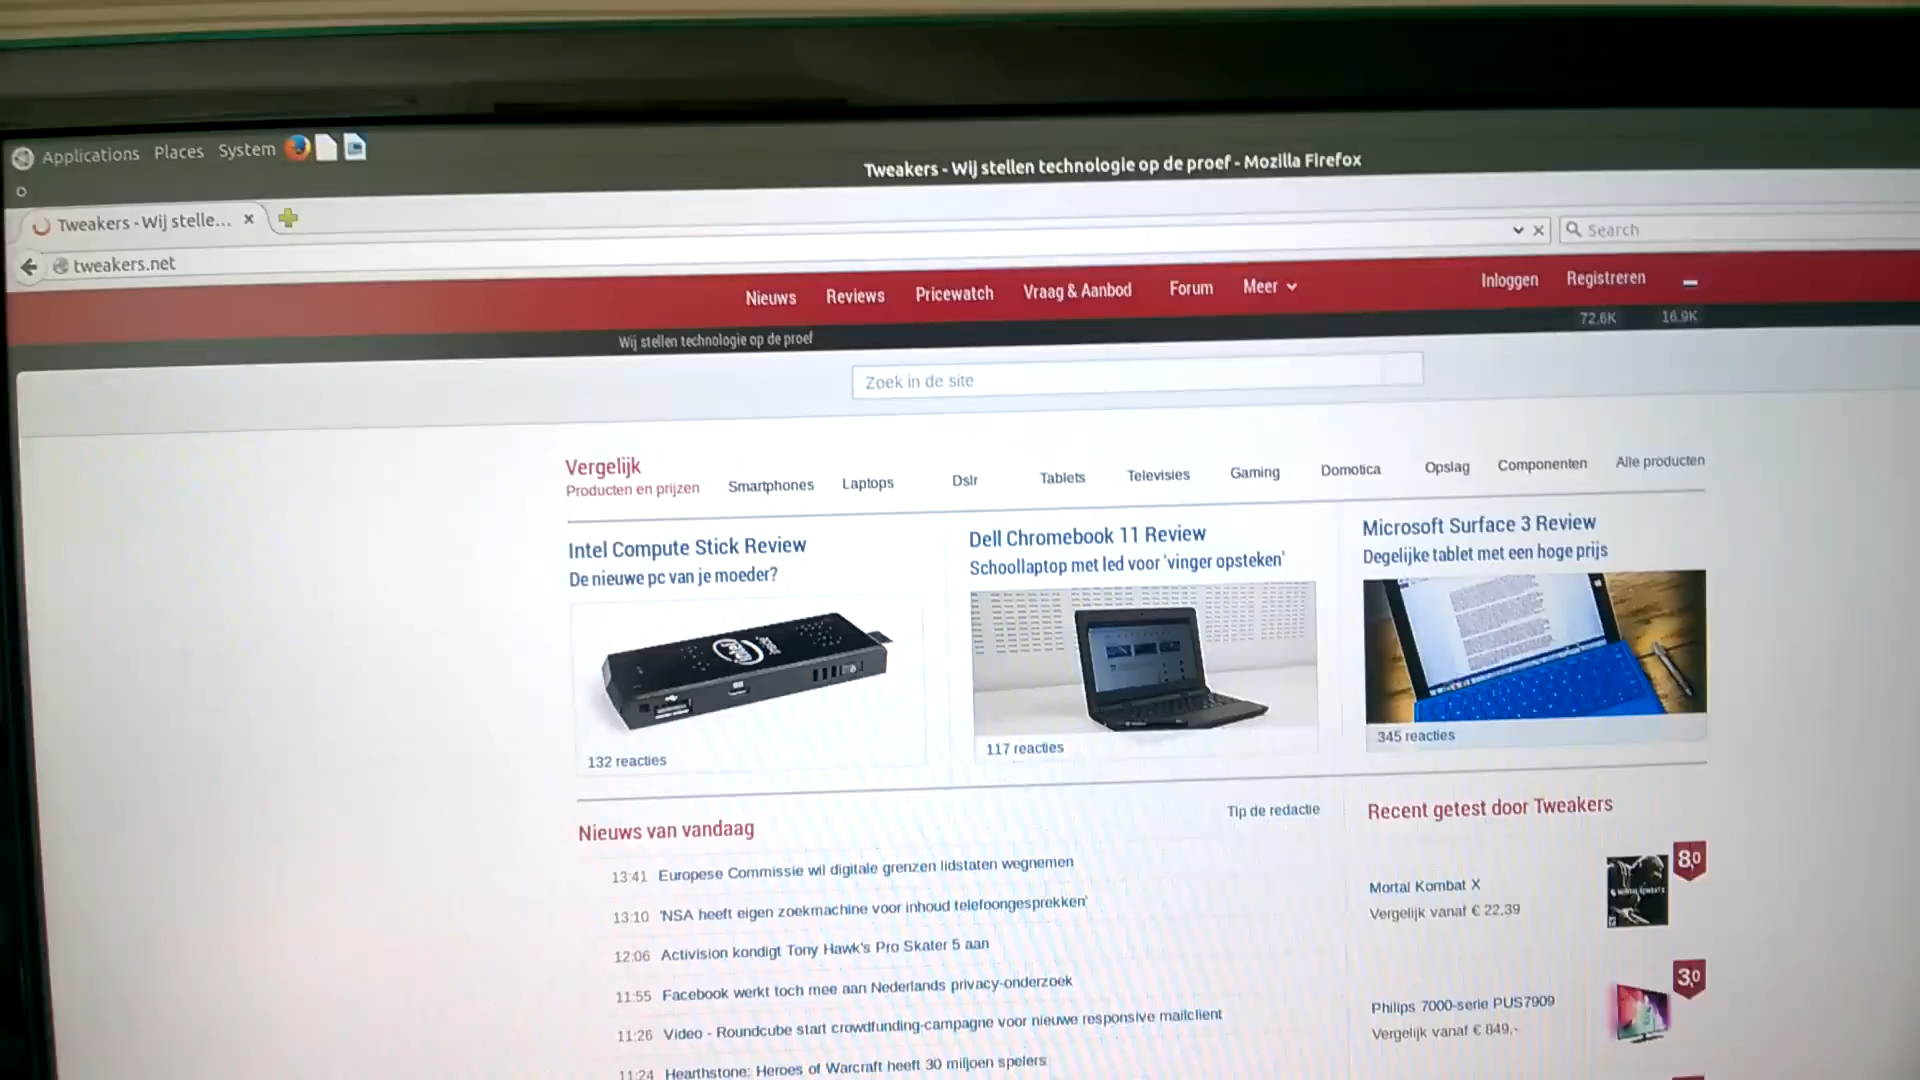 Applications Places System
Tweakers - Wij stellen technologie op de proef - Mozilla Firefox
Tweakers - Wij stelle...
tweakers.net
Search
Nieuws Reviews Pricewatch Vraag & Aanbod Forum Meer Inloggen Registreren
Wij stellen technologie op de proef
72.6K 16.9K
Zoek in de site
Vergelijk
Producten en prijzen Smartphones Laptops Dslr Tablets Televisies Gaming Domotica Opslag Componenten Alle producten
Intel Compute Stick Review
De nieuwe pc van je moeder?
132 reacties
Dell Chromebook 11 Review
Schoollaptop met led voor 'vinger opsteken'
117 reacties
Microsoft Surface 3 Review
Degelijke tablet met een hoge prijs
345 reacties
Nieuws van vandaag
Tip de redactie
13:41 Europese Commissie wil digitale grenzen lidstaten wegnemen
13:10 'NSA heeft eigen zoekmachine voor inhoud telefoongesprekken'
12:06 Activision kondigt Tony Hawk's Pro Skater 5 aan
11:55 Facebook werkt toch mee aan Nederlands privacy-onderzoek
11:26 Video - Roundcube start crowdfunding-campagne voor nieuwe responsive mailclient
11:24 Hearthstone: Heroes of Warcraft heeft 30 miljoen spelers
Recent getest door Tweakers
Mortal Kombat X
Vergelijk vanaf € 22,39
8,0
Philips 7000-serie PUS7909
Vergelijk vanaf € 849,-
3,0